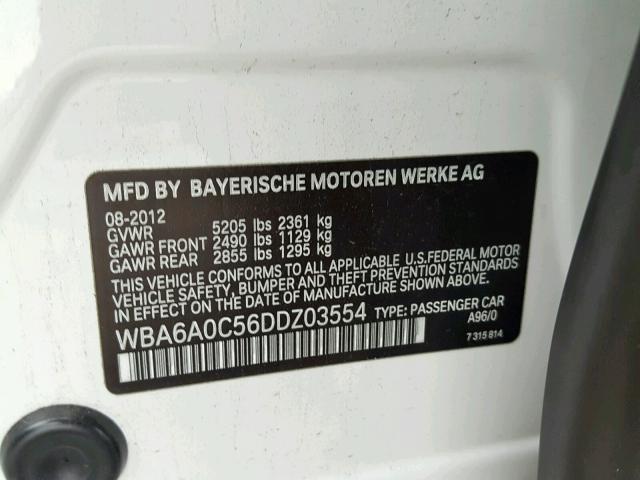 MFD BY BAYERISCHE MOTOREN WERKE AG
08-2012
GVWR 5205 lbs 2361 kg
GAWR FRONT 2490 lbs 1129 kg
GAWR REAR 2855 lbs 1295 kg
THIS VEHICLE CONFORMS TO ALL APPLICABLE U.S.FEDERAL MOTOR
VEHICLE SAFETY, BUMPER, AND THEFT PREVENTION STANDARDS
IN EFFECT ON THE DATE OF MANUFACTURE SHOWN ABOVE.
WBA6A0C56DDZ03554 TYPE: PASSENGER CAR
A96/0
7 315 814